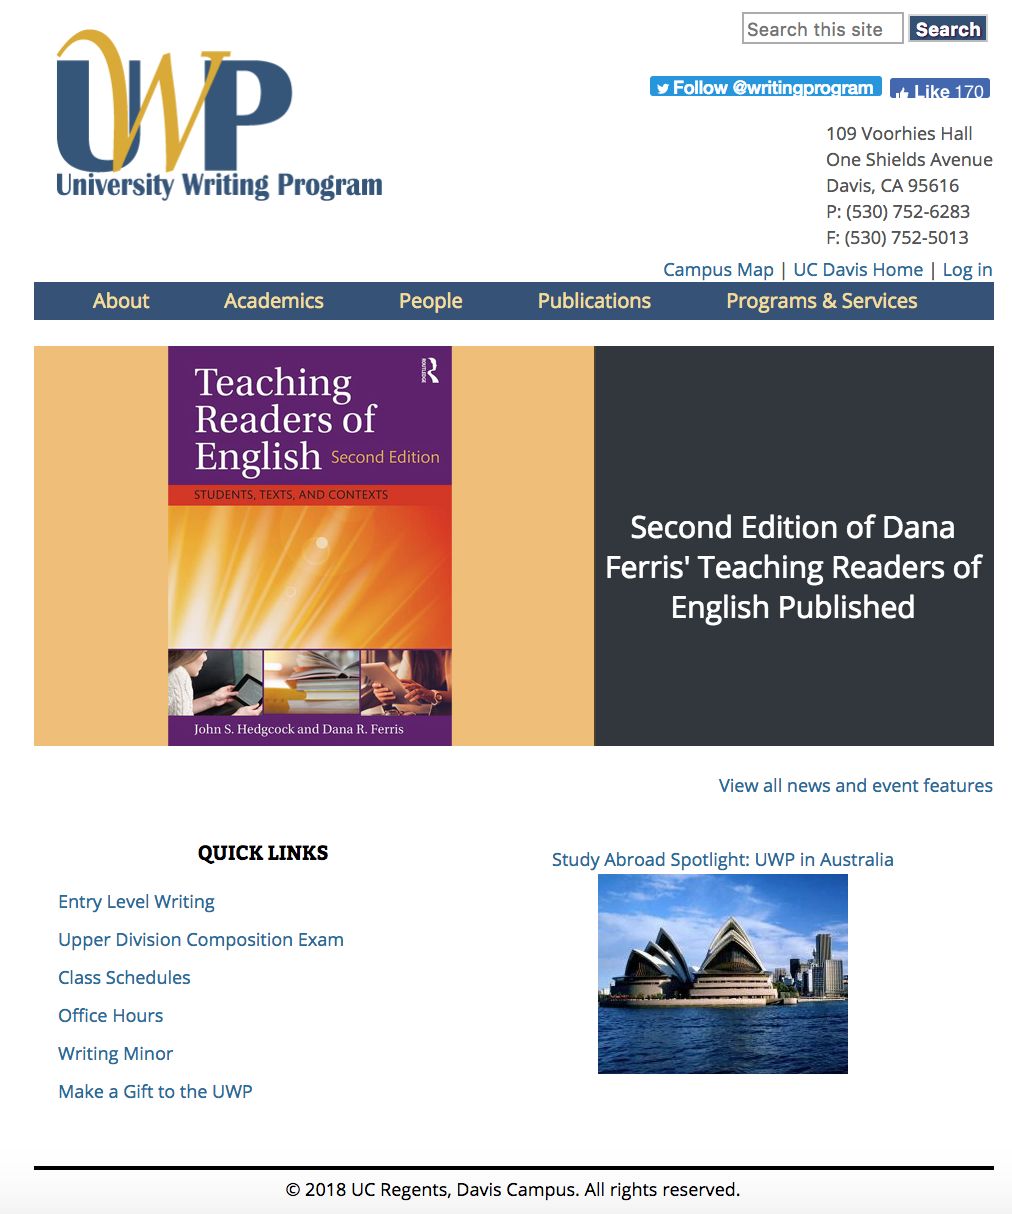 Search this site
Search
UWP
University Writing Program
Follow @writingprogram
Like 170
109 Voorhies Hall
One Shields Avenue
Davis, CA 95616
P: (530) 752-6283
F: (530) 752-5013
Campus Map | UC Davis Home | Log in
About
Academics
People
Publications
Programs & Services
Teaching
Readers of
English Second Edition
ROUTLEDGE
STUDENTS, TEXTS, AND CONTEXTS
John S. Hedgcock and Dana R. Ferris
Second Edition of Dana
Ferris' Teaching Readers of
English Published
View all news and event features
QUICK LINKS
Entry Level Writing
Upper Division Composition Exam
Class Schedules
Office Hours
Writing Minor
Make a Gift to the UWP
Study Abroad Spotlight: UWP in Australia
© 2018 UC Regents, Davis Campus. All rights reserved.